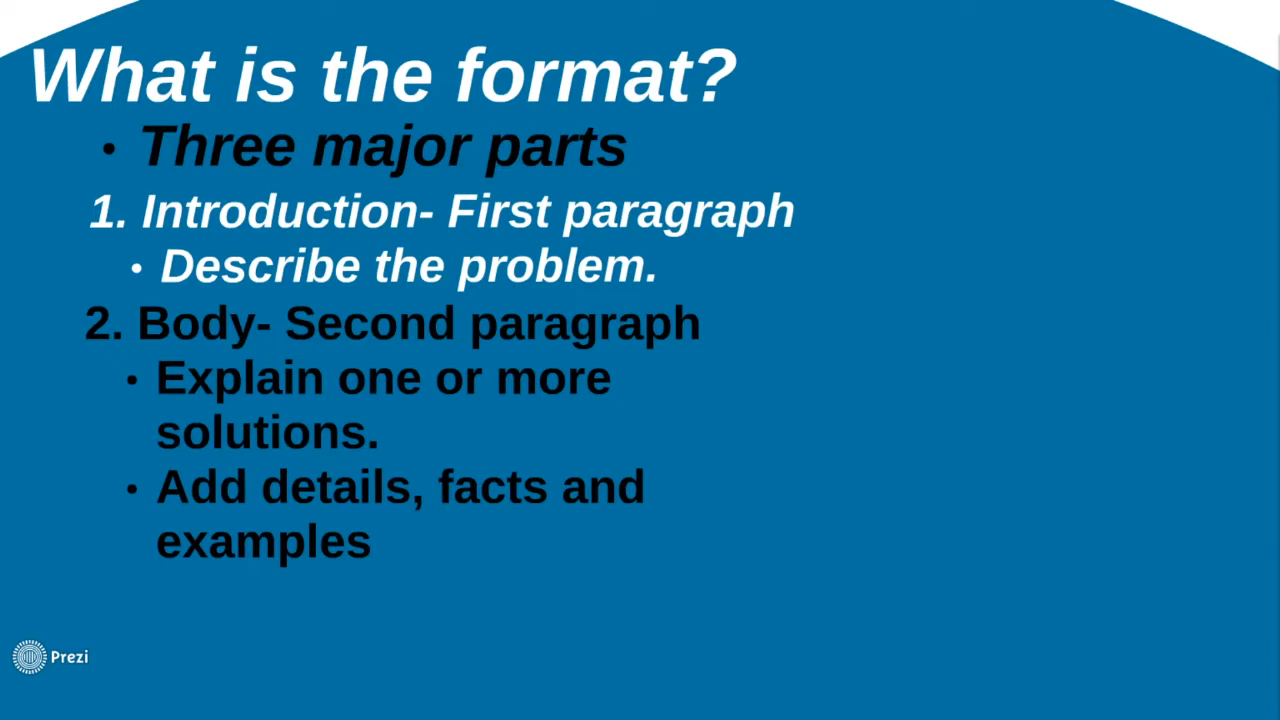 What is the format?
• Three major parts
1. Introduction- First paragraph
• Describe the problem.
2. Body- Second paragraph
• Explain one or more
solutions.
• Add details, facts and
examples
Prezi